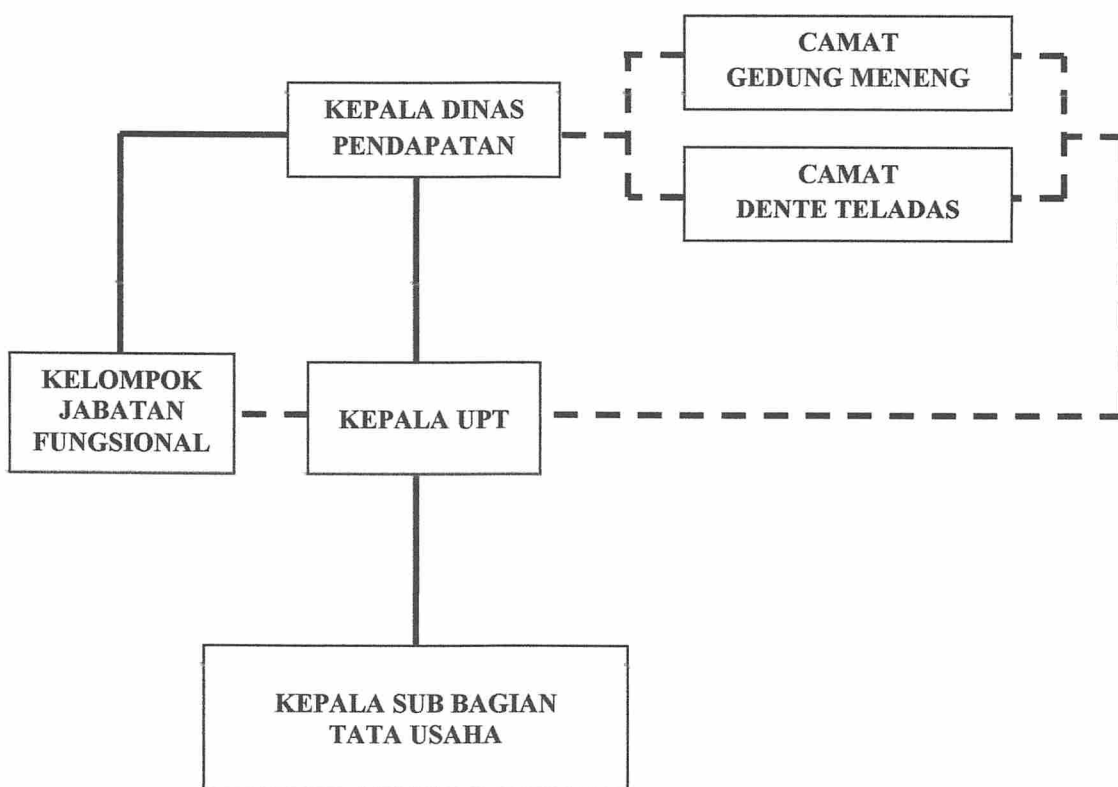 CAMAT
GEDUNG MENENG
KEPALA DINAS
PENDAPATAN
CAMAT
DENTE TELADAS
KELOMPOK
JABATAN
FUNGSIONAL
KEPALA UPT
KEPALA SUB BAGIAN
TATA USAHA